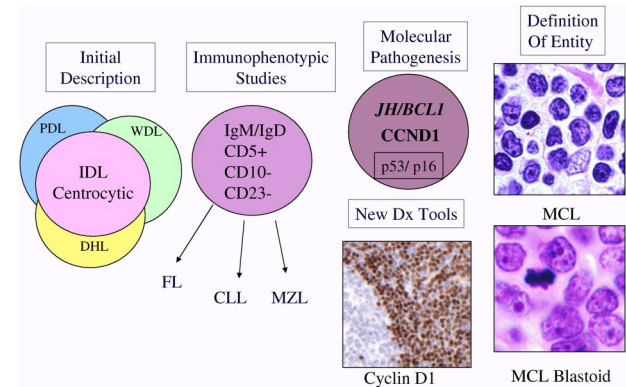 Initial
Description
PDL
WDL
IDL
Centrocytic
DHL
Immunophenotypic
Studies
IgM/IgD
CD5+
CD10-
CD23-
FL
CLL
MZL
Molecular
Pathogenesis
JH/BCL1
CCND1
p53/ p16
New Dx Tools
Cyclin D1
Definition
Of Entity
MCL
MCL Blastoid